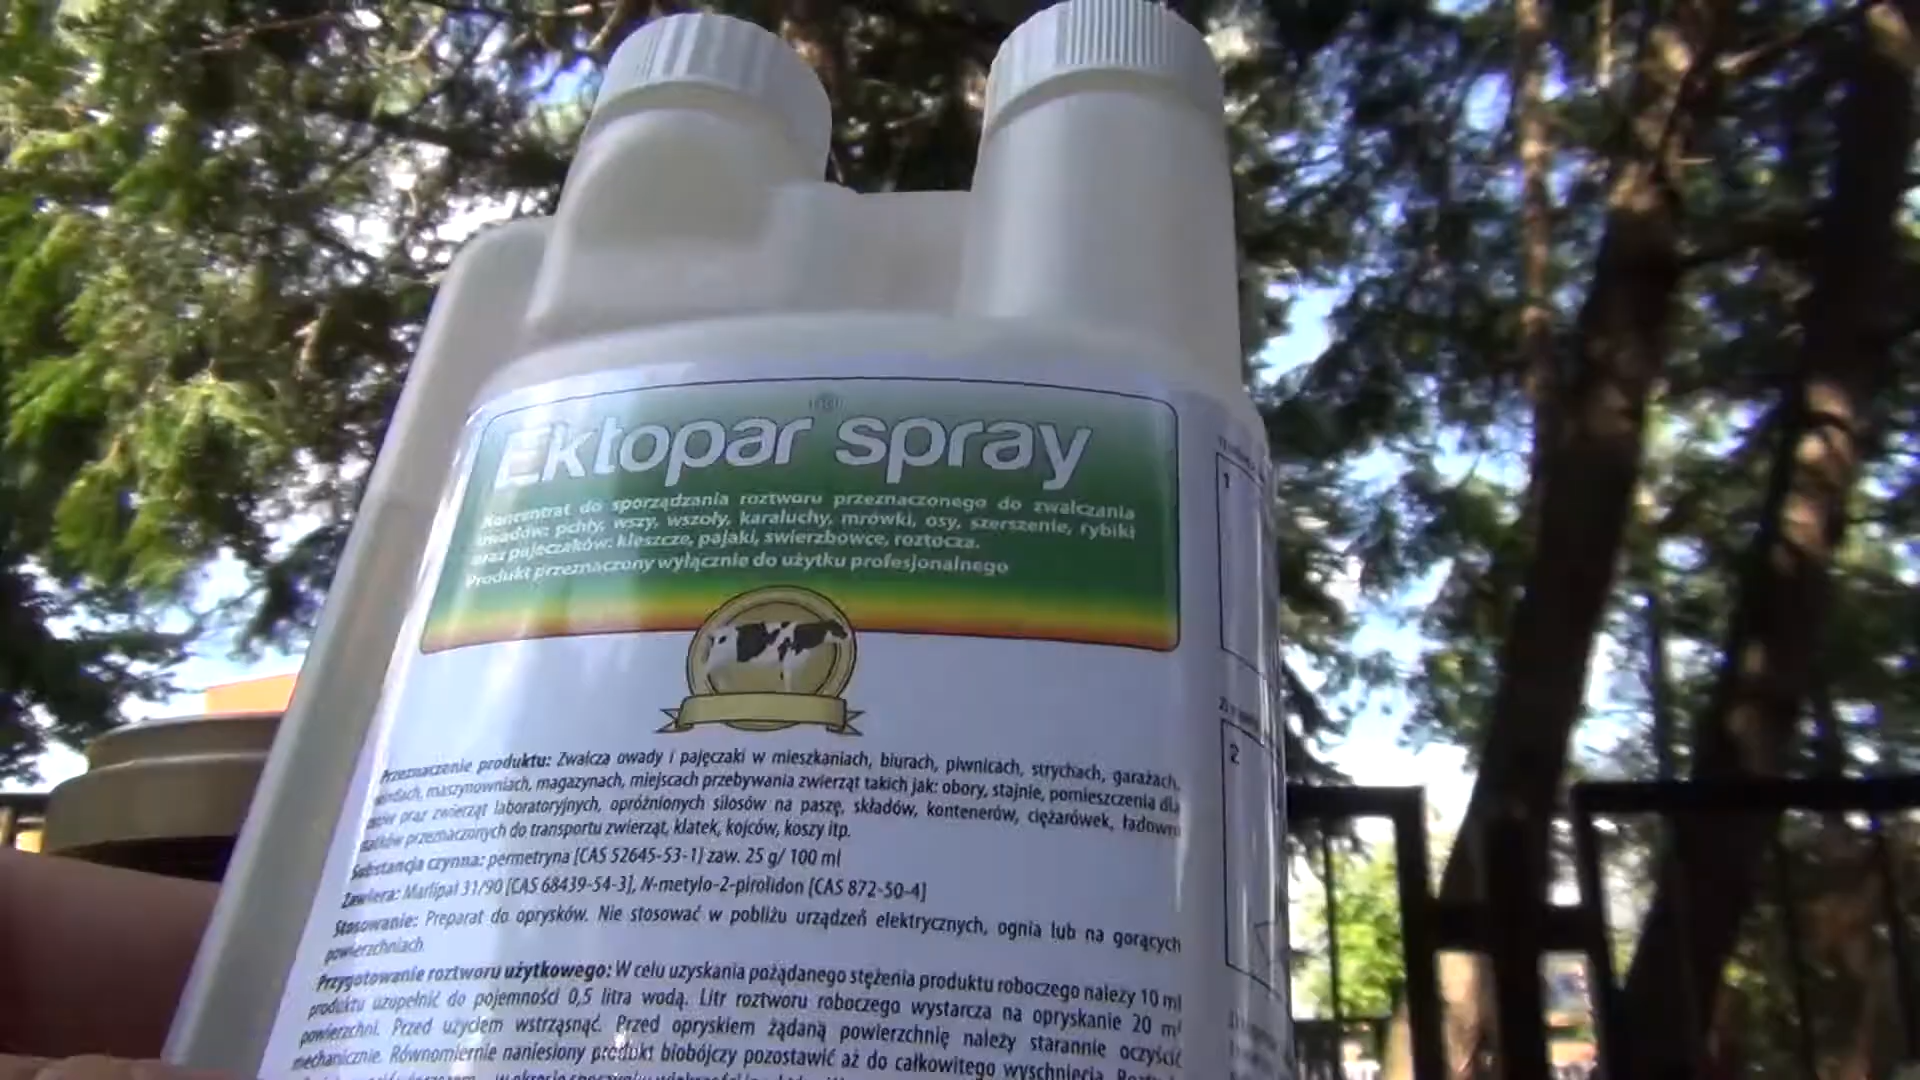 Ektopar spray
Koncentrat do sporządzania roztworu przeznaczonego do zwalczania
owadów: pchły, wszy, wszoły, karaluchy, mrówki, osy, szerszenie, rybiki
oraz pajęczaków: kleszcze, pająki, świerzbowce, roztocza.
Produkt przeznaczony wyłącznie do użytku profesjonalnego
Przeznaczenie produktu: Zwalcza owady i pajęczaki w mieszkaniach, biurach, piwnicach, strychach, garażach,
windach, maszynowniach, magazynach, miejscach przebywania zwierząt takich jak: obory, stajnie, pomieszczenia dla
oraz zwierząt laboratoryjnych, opróżnionych silosów na paszę, składów, kontenerów, ciężarówek, ładowni
statków przeznaczonych do transportu zwierząt, klatek, kojców, koszy itp.
Substancja czynna: permetryna [CAS 52645-53-1] zaw. 25 g/ 100 ml
Zawiera: Marlipal 31/90 [CAS 68439-54-3], N-metylo-2-pirolidon [CAS 872-50-4]
Stosowanie: Preparat do oprysków. Nie stosować w pobliżu urządzeń elektrycznych, ognia lub na gorących
powierzchniach
Przygotowanie roztworu użytkowego: W celu uzyskania pożądanego stężenia produktu roboczego należy 10 ml
produktu uzupełnić do pojemności 0,5 litra wodą. Litr roztworu roboczego wystarcza na opryskanie 20 m²
powierzchni. Przed użyciem wstrząsnąć. Przed opryskiem żądaną powierzchnię należy starannie oczyścić
mechanicznie. Równomiernie naniesiony produkt biobójczy pozostawić aż do całkowitego wyschnięcia.
1
2